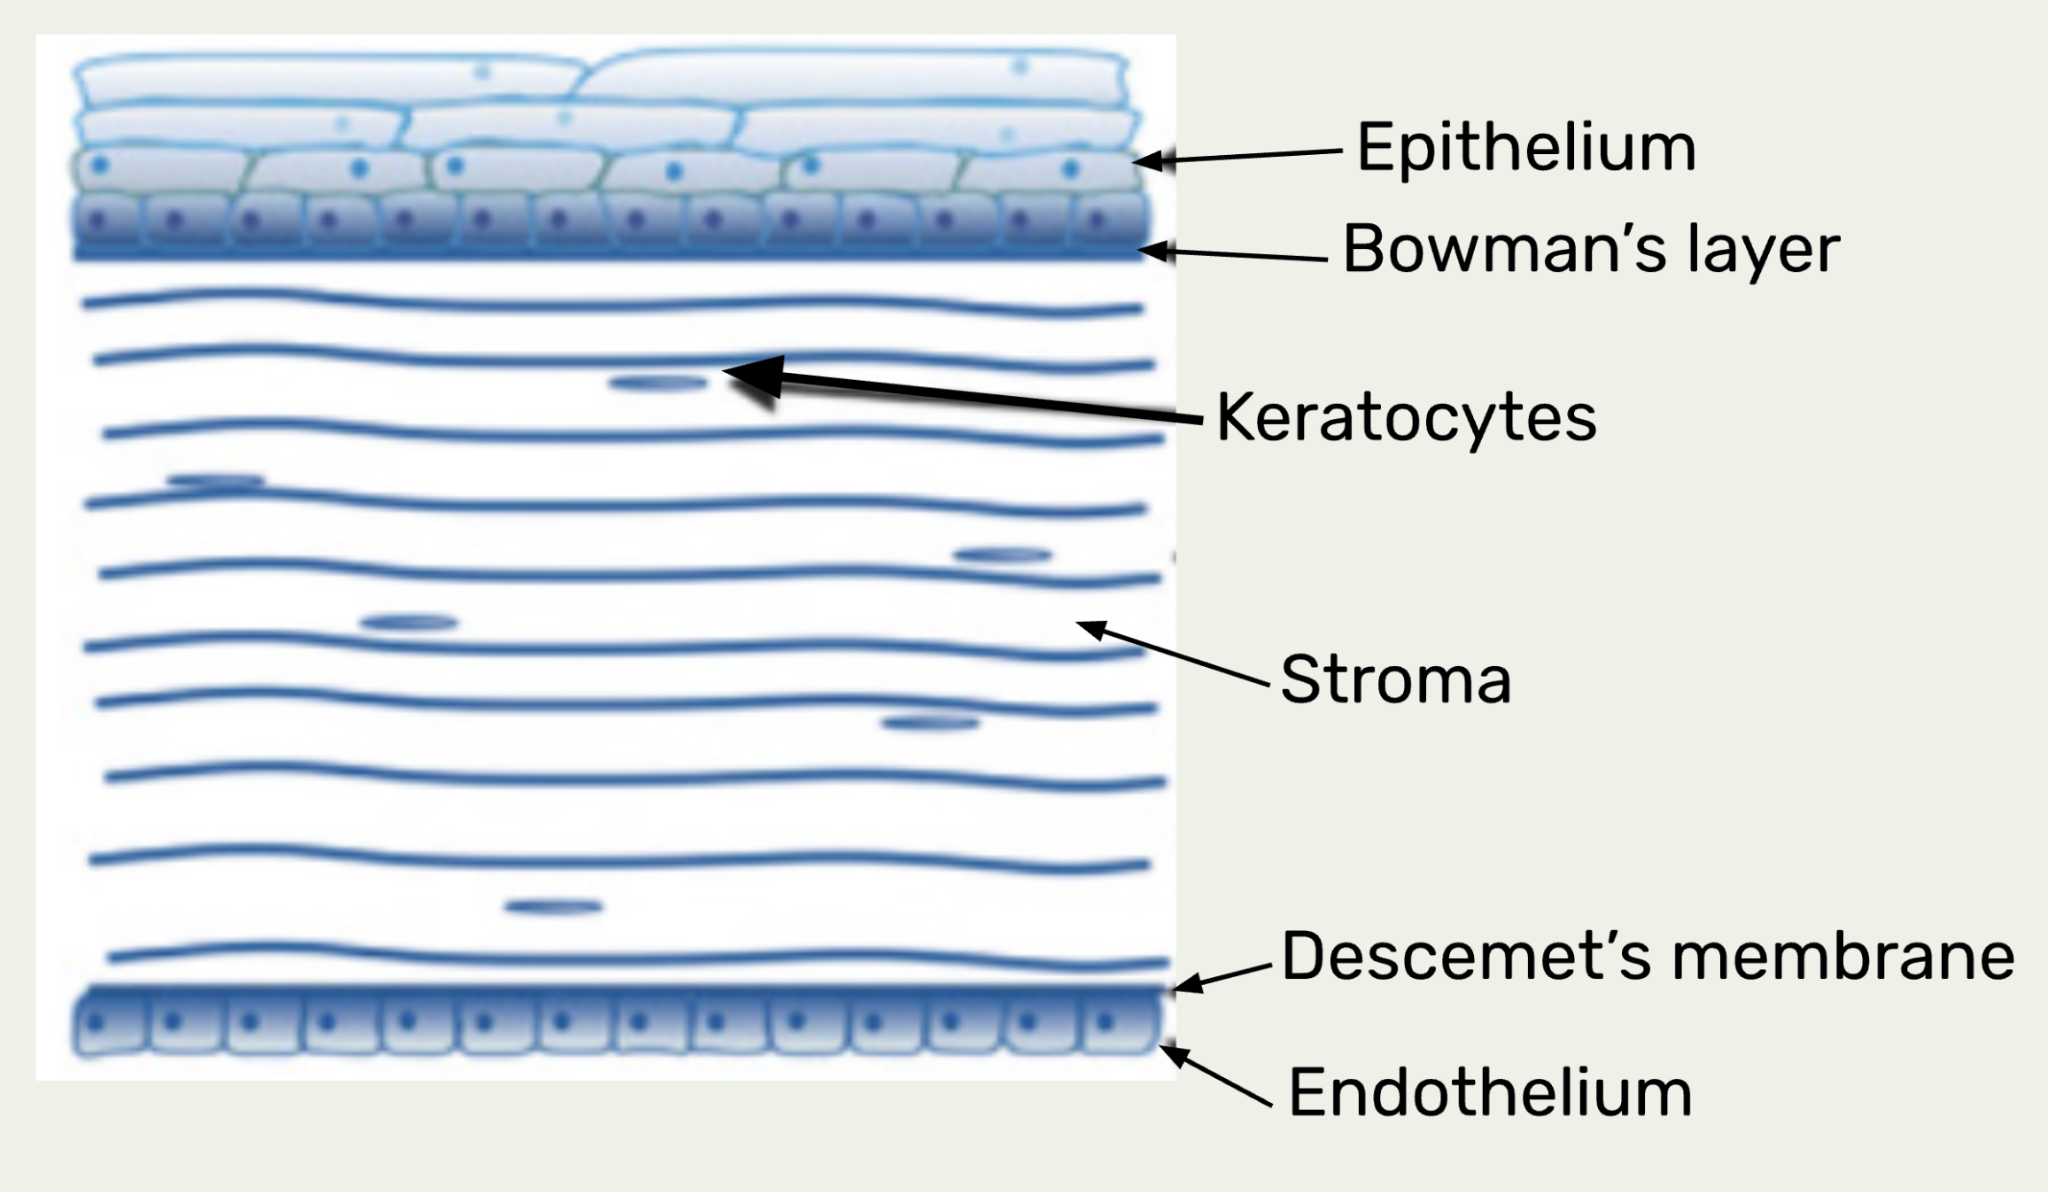 Epithelium
Bowman’s layer
Keratocytes
Stroma
Descemet’s membrane
Endothelium